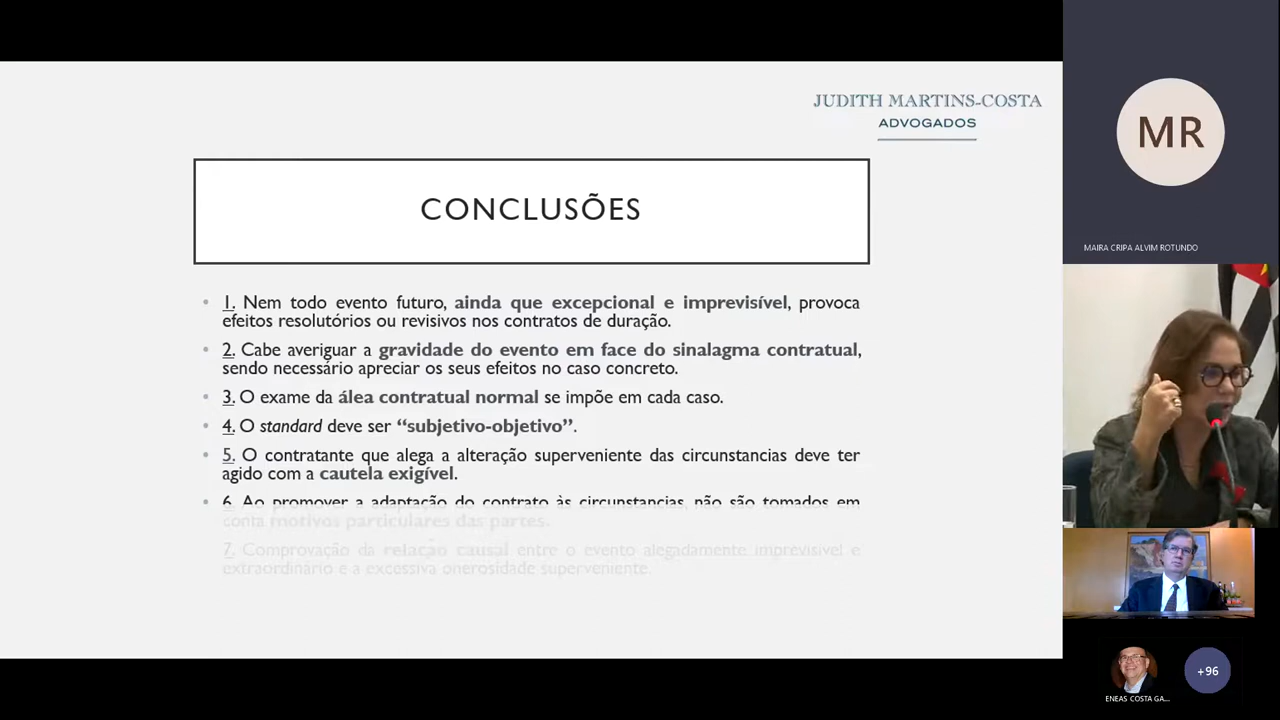 JUDITH MARTINS-COSTA
ADVOGADOS
CONCLUSÕES
• 1. Nem todo evento futuro, ainda que excepcional e imprevisível, provoca
efeitos resolutórios ou revisivos nos contratos de duração.
• 2. Cabe averiguar a gravidade do evento em face do sinalagma contratual,
sendo necessário apreciar os seus efeitos no caso concreto.
• 3. O exame da álea contratual normal se impõe em cada caso.
• 4. O standard deve ser “subjetivo-objetivo”.
• 5. O contratante que alega a alteração superveniente das circunstancias deve ter
agido com a cautela exigível.
• 6. Ao promover a adaptação do contrato às circunstancias, não são tomados em
conta motivos particulares das partes.
7. Comprovação da relação causal entre o evento alegadamente imprevisível e
extraordinário e a excessiva onerosidade superveniente.
MR
MAIRA CRIPA ALVIM ROTUNDO
ENEAS COSTA GA...
+96